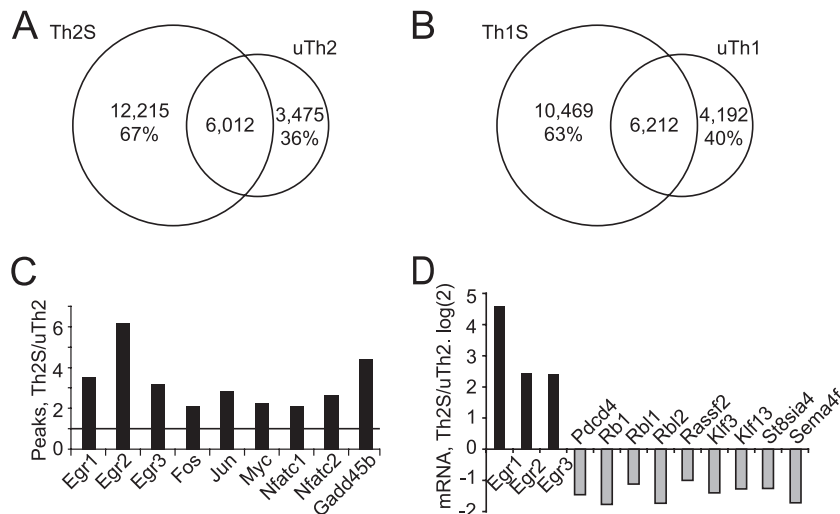 A
Th2S
uTh2
12,215
67%
6,012
3,475
36%
B
Th1S
uTh1
10,469
63%
6,212
4,192
40%
C
Peaks, Th2S/uTh2
6
4
2
0
Egr1
Egr2
Egr3
Fos
Jun
Myc
Nfatc1
Nfatc2
Gadd45b
D
mRNA, Th2S/uTh2. log(2)
5
4
3
2
1
0
-1
-2
Egr1
Egr2
Egr3
Pdcd4
Rb1
Rbl1
Rbl2
Rassf2
Klf3
Klf13
St8sia4
Sema4f